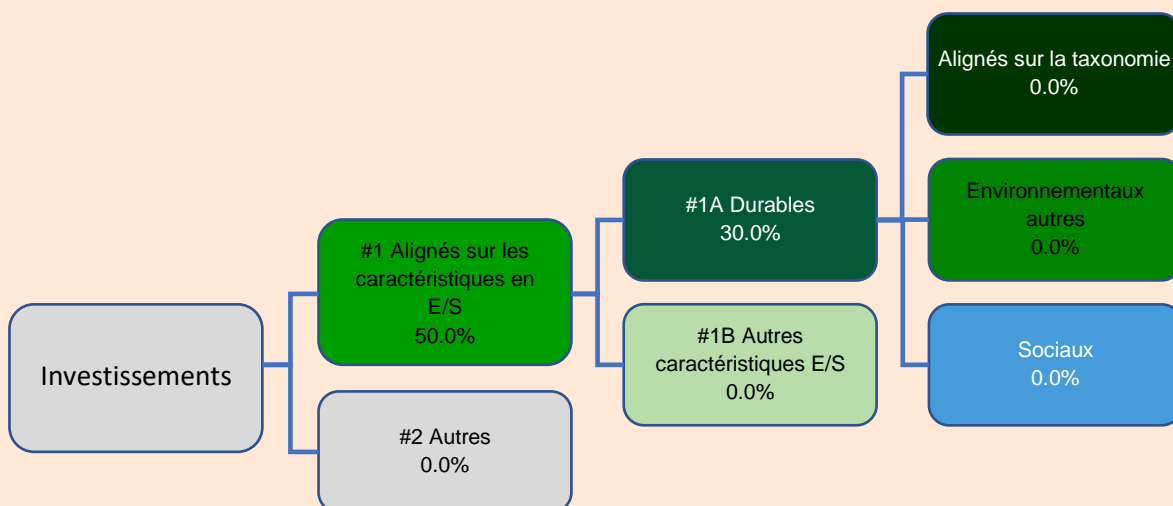 Investissements
#1 Alignés sur les
caractéristiques en
E/S
50.0%
#2 Autres
0.0%
#1A Durables
30.0%
#1B Autres
caractéristiques E/S
0.0%
Alignés sur la taxonomie
0.0%
Environnementaux
autres
0.0%
Sociaux
0.0%